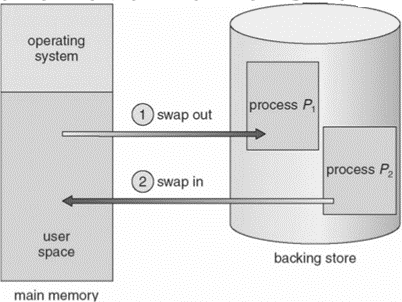 operating
system
1 swap out
process P1
2 swap in
process P2
user
space
backing store
main memory